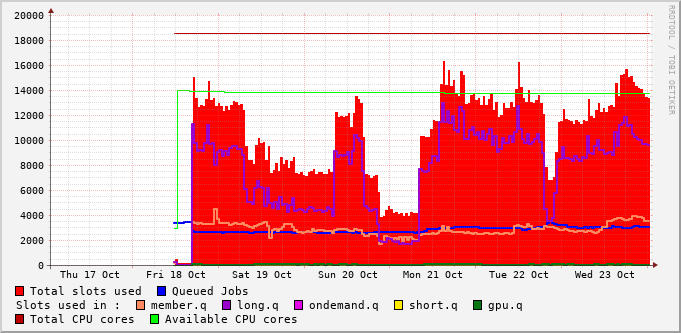 RRDTOOL / TOBI OETIKER
20000
18000
16000
14000
12000
10000
8000
6000
4000
2000
0
Thu 17 Oct Fri 18 Oct Sat 19 Oct Sun 20 Oct Mon 21 Oct Tue 22 Oct Wed 23 Oct
Total slots used Queued Jobs
Slots used in : member.q long.q ondemand.q short.q gpu.q
Total CPU cores Available CPU cores